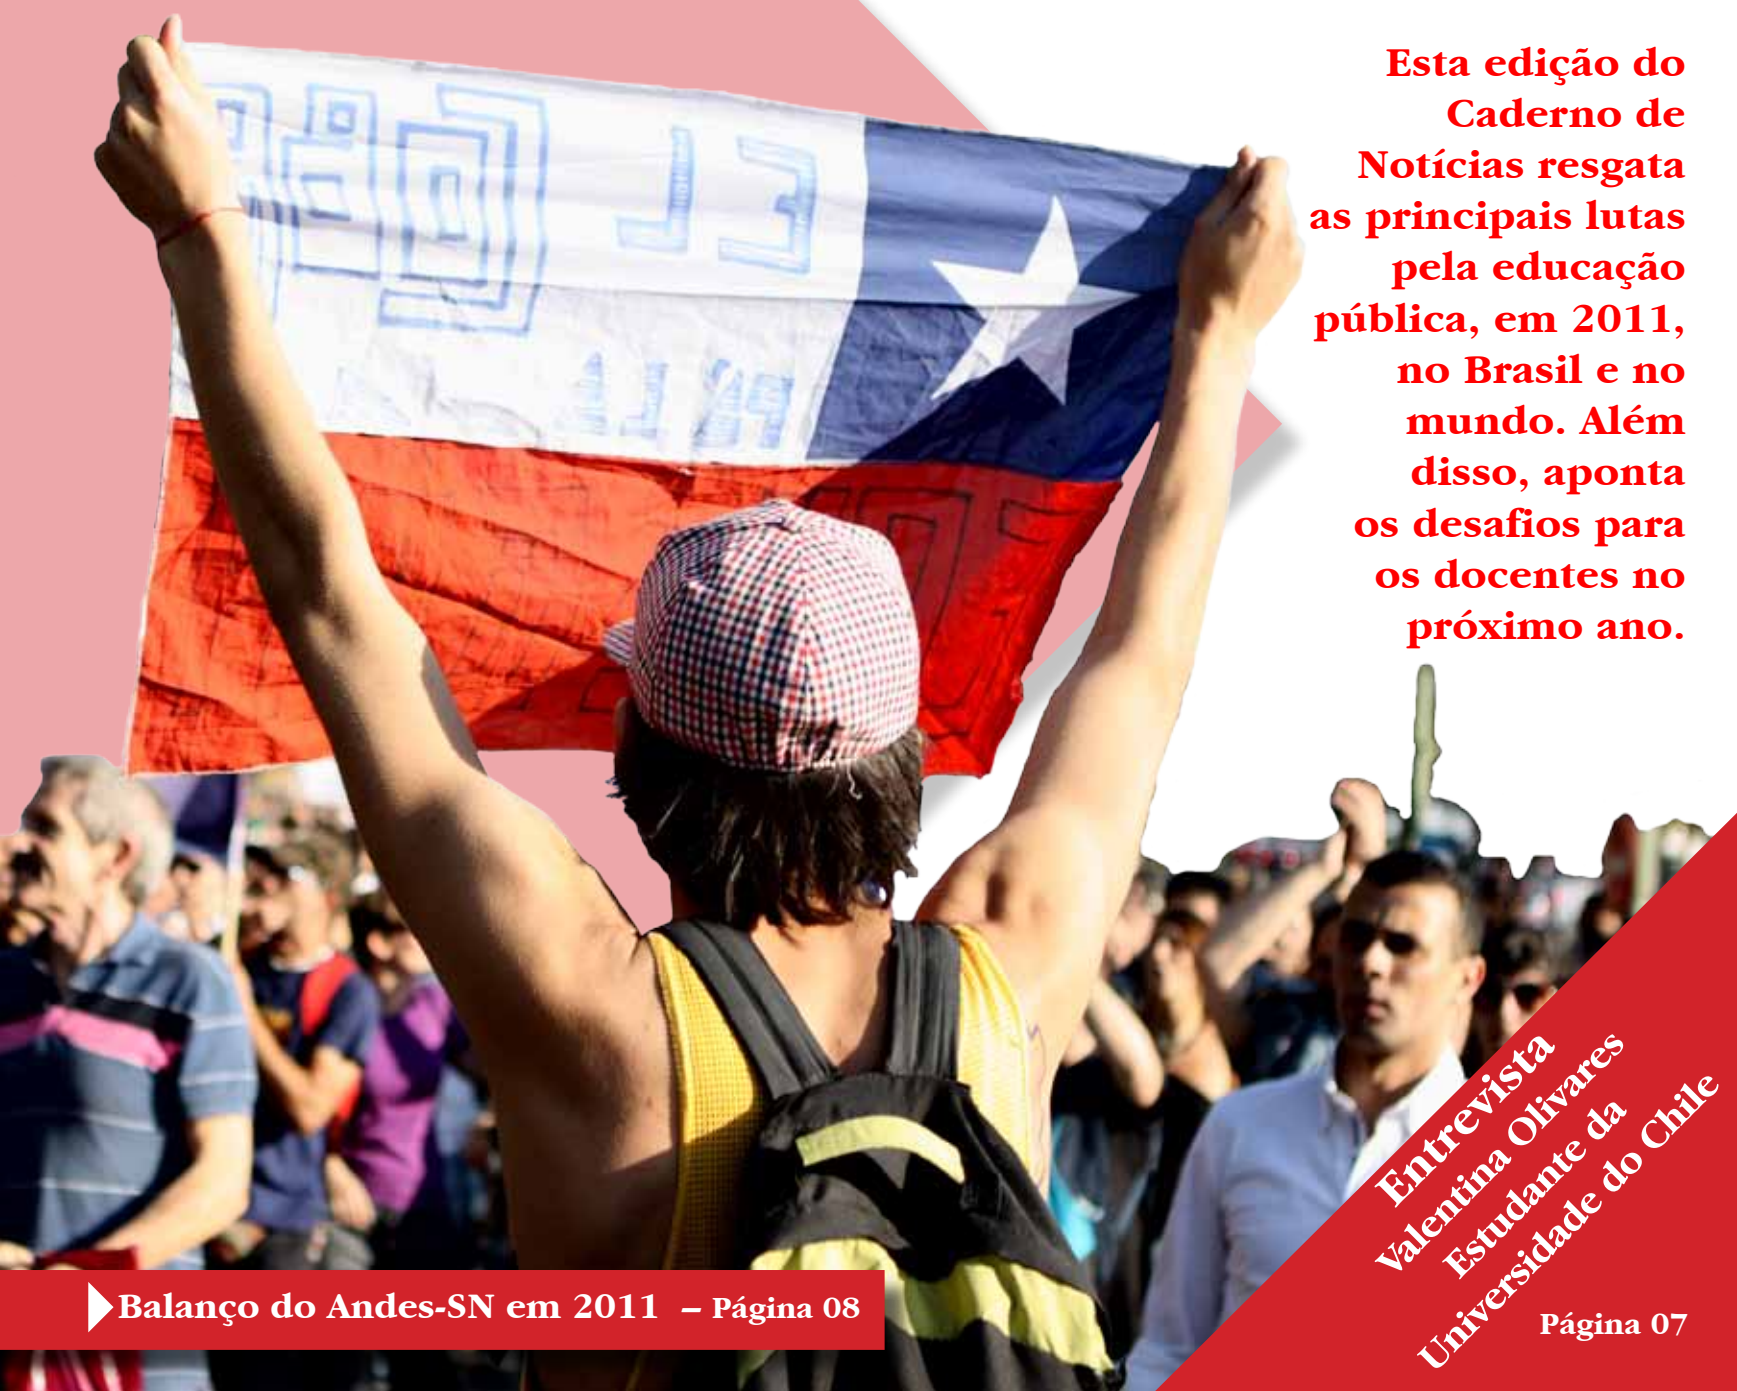 Esta edição do
Caderno de
Notícias resgata
as principais lutas
pela educação
pública, em 2011,
no Brasil e no
mundo. Além
disso, aponta
os desafios para
os docentes no
próximo ano.
Entrevista
Valentina Olivares
Estudante da
Universidade do Chile
Página 07
Balanço do Andes-SN em 2011 – Página 08